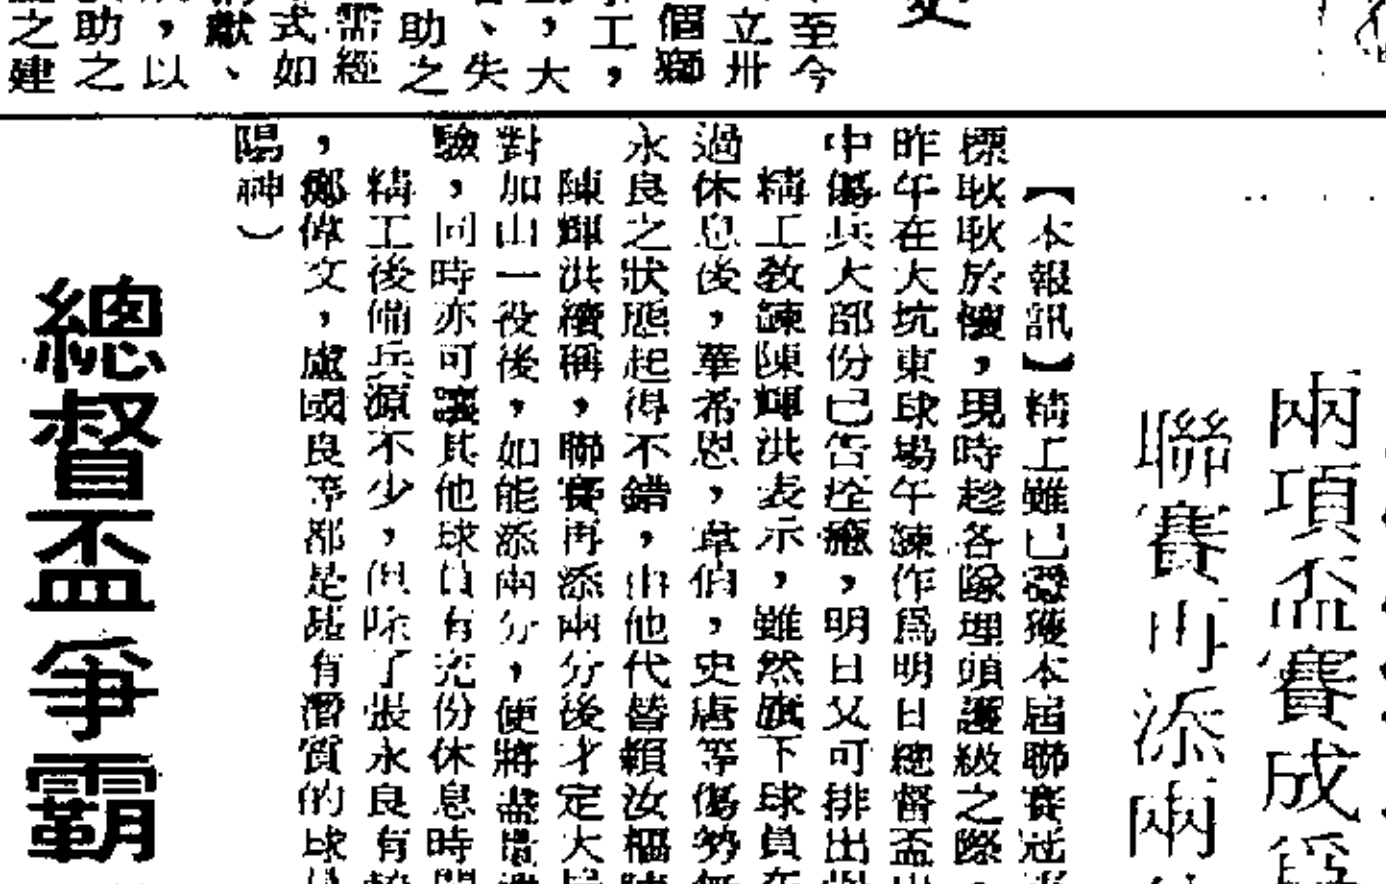 至今
立卅
個獅
工，
，大
、失
助之
需經
式如
獻、
，以
助之
之建
兩項盃賽成
聯賽再添兩
【本報訊】精工雖已獲本屆聯賽冠
標耿耿於懷，現時趁各隊埋頭護級之際，
昨午在大坑東球場午練作爲明日總督盃
中傷兵大部份已告痊癒，明日又可排出
精工教練陳輝洪表示，雖然旗下球員在
過休息後，華希恩，韋伯，史唐等傷勢
永良之狀態起得不錯，由他代替賴汝樞
陳輝洪續稱，聯賽再添兩分後才定大
對加山一役後，如能添兩分，便將盡量
驗，同時亦可讓其他球員有充份休息時間
精工後備兵源不少，但除了張永良有
，鄭偉文，盧國良等都是甚有潛質的球
陽神）
總督盃爭霸